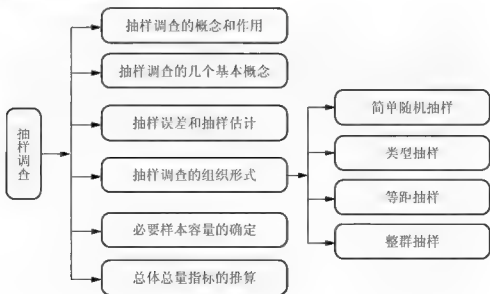 抽样调查的概念和作用
抽样调查的几个基本概念
抽样误差和抽样估计
抽样调查
抽样调查的组织形式
必要样本容量的确定
总体总量指标的推算
简单随机抽样
类型抽样
等距抽样
整群抽样